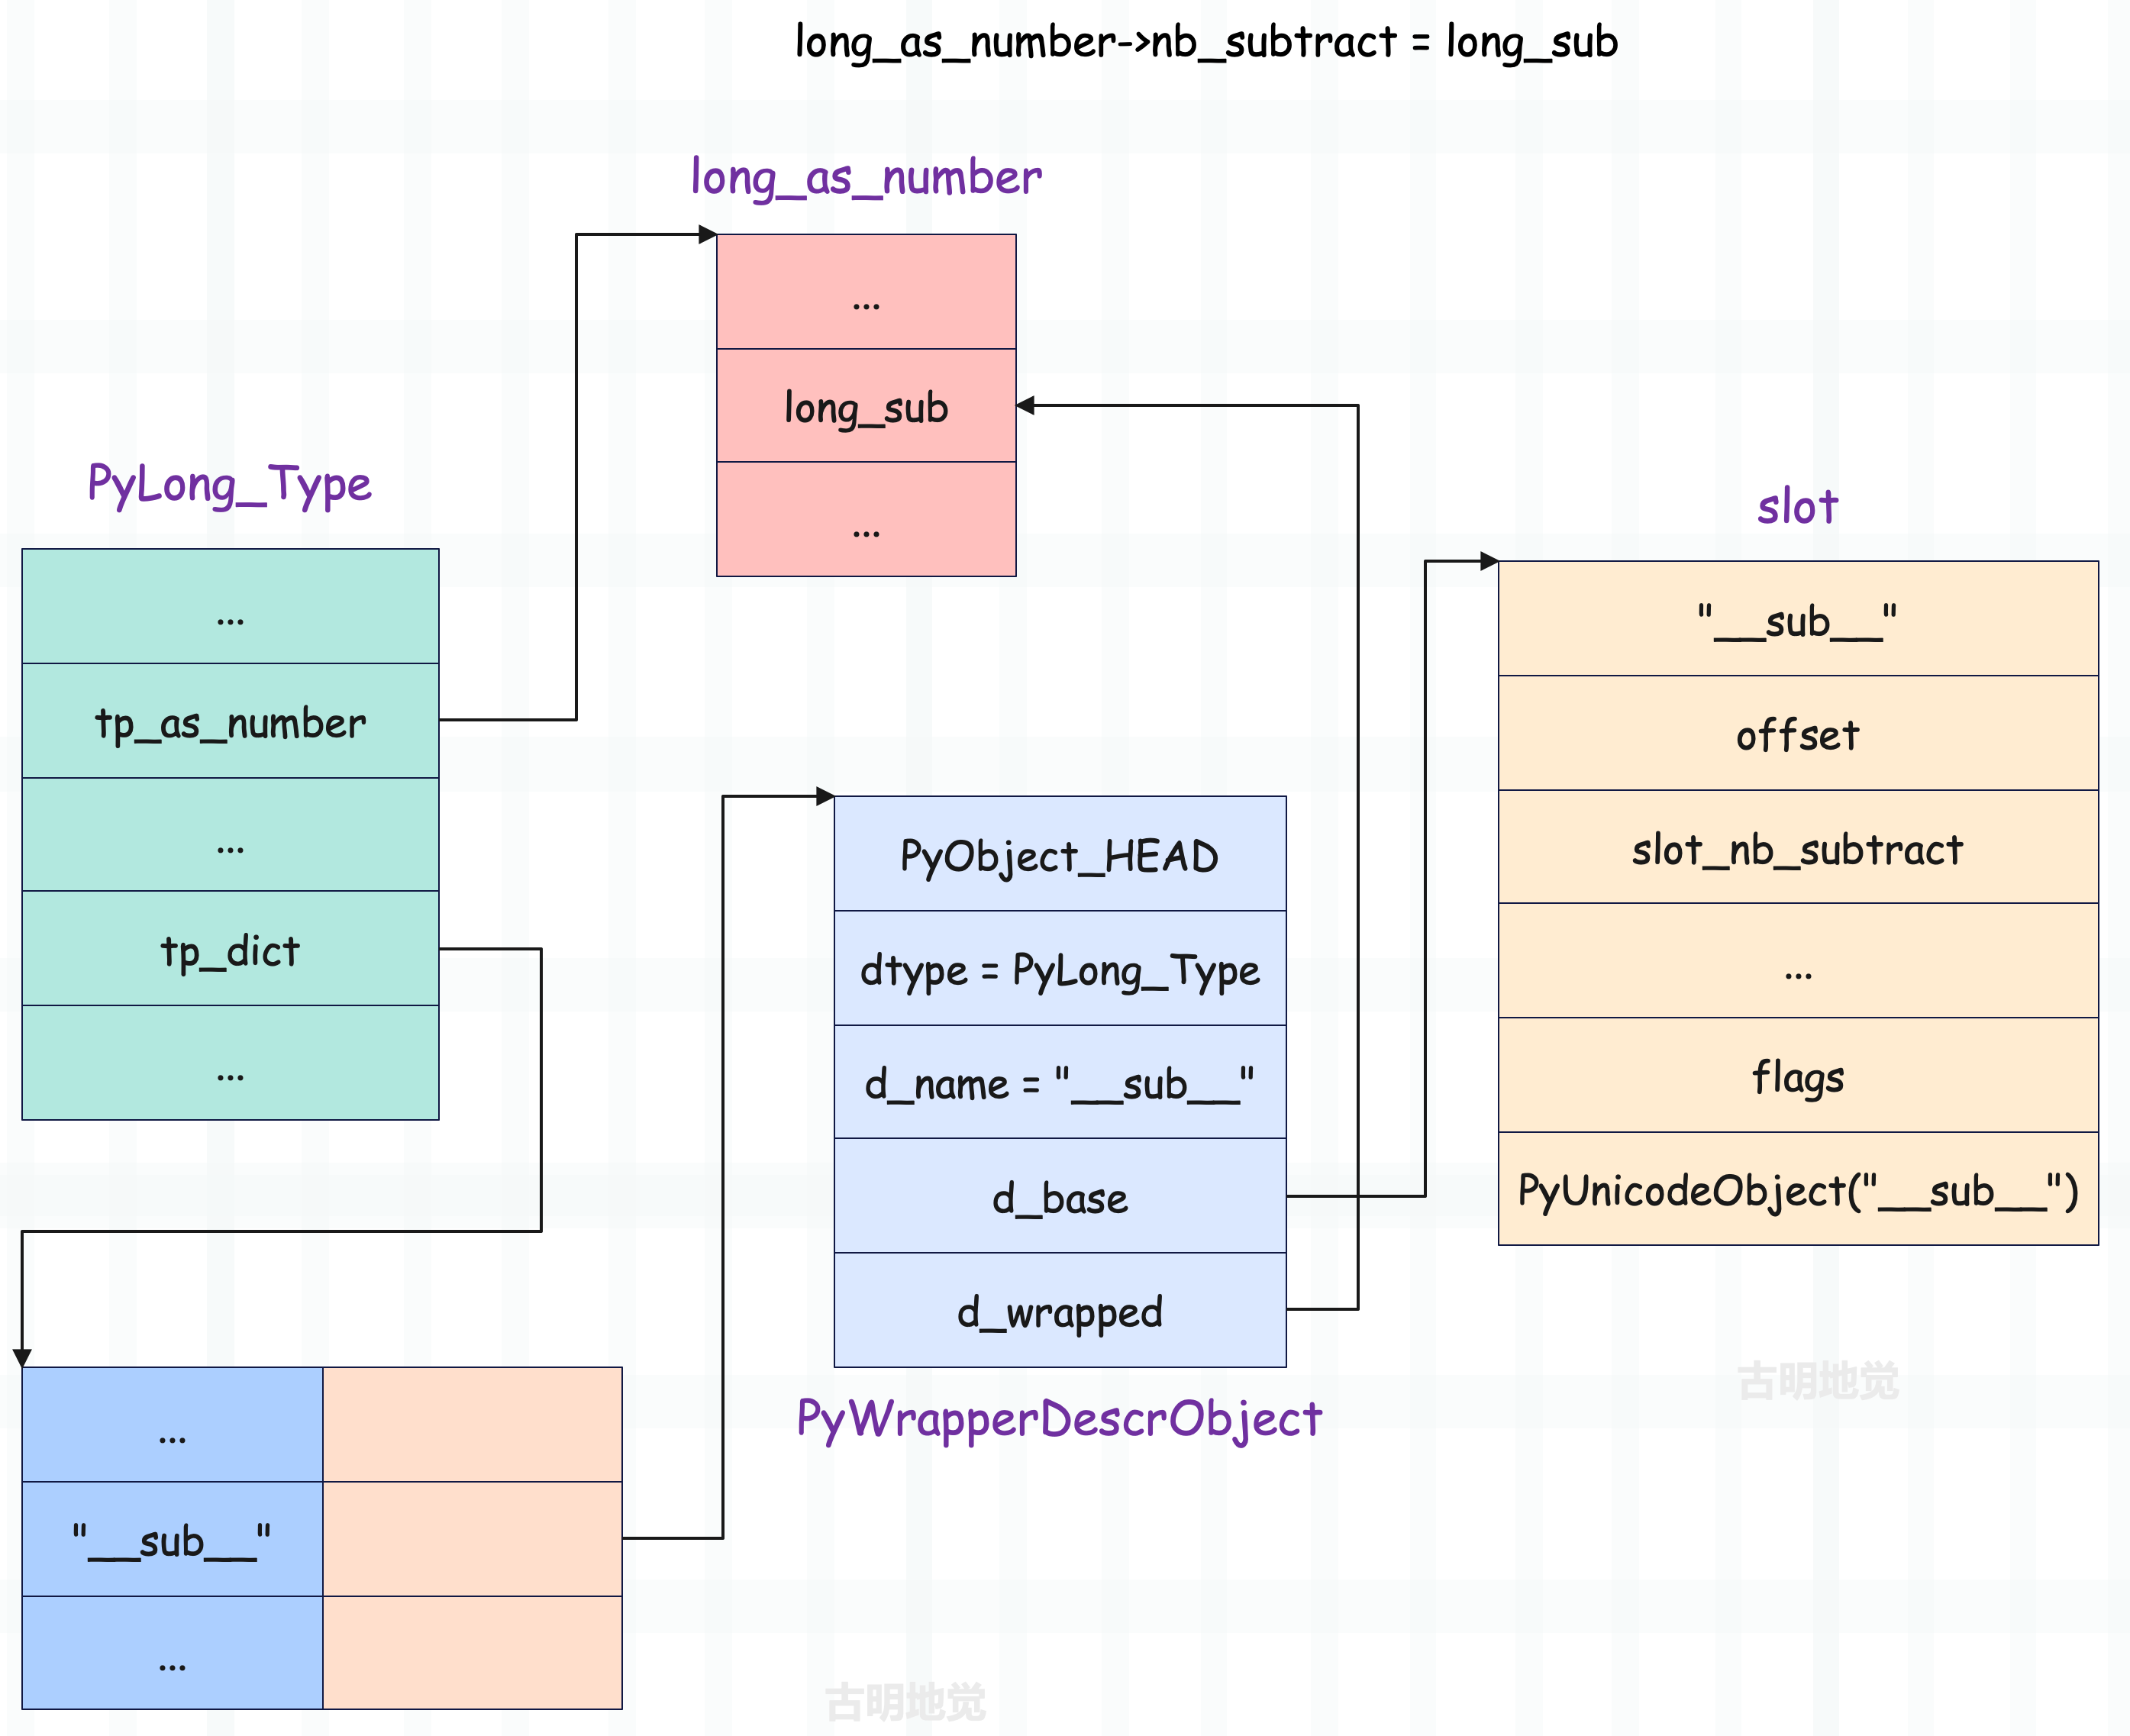 long_as_number->nb_subtract = long_sub
long_as_number
...
long_sub
...
PyLong_Type
...
tp_as_number
...
tp_dict
...
slot
"__sub__"
offset
slot_nb_subtract
...
flags
PyUnicodeObject("__sub__")
PyObject_HEAD
dtype = PyLong_Type
d_name = "__sub__"
d_base
d_wrapped
PyWrapperDescrObject
...
"__sub__"
...
古明地觉
古明地觉